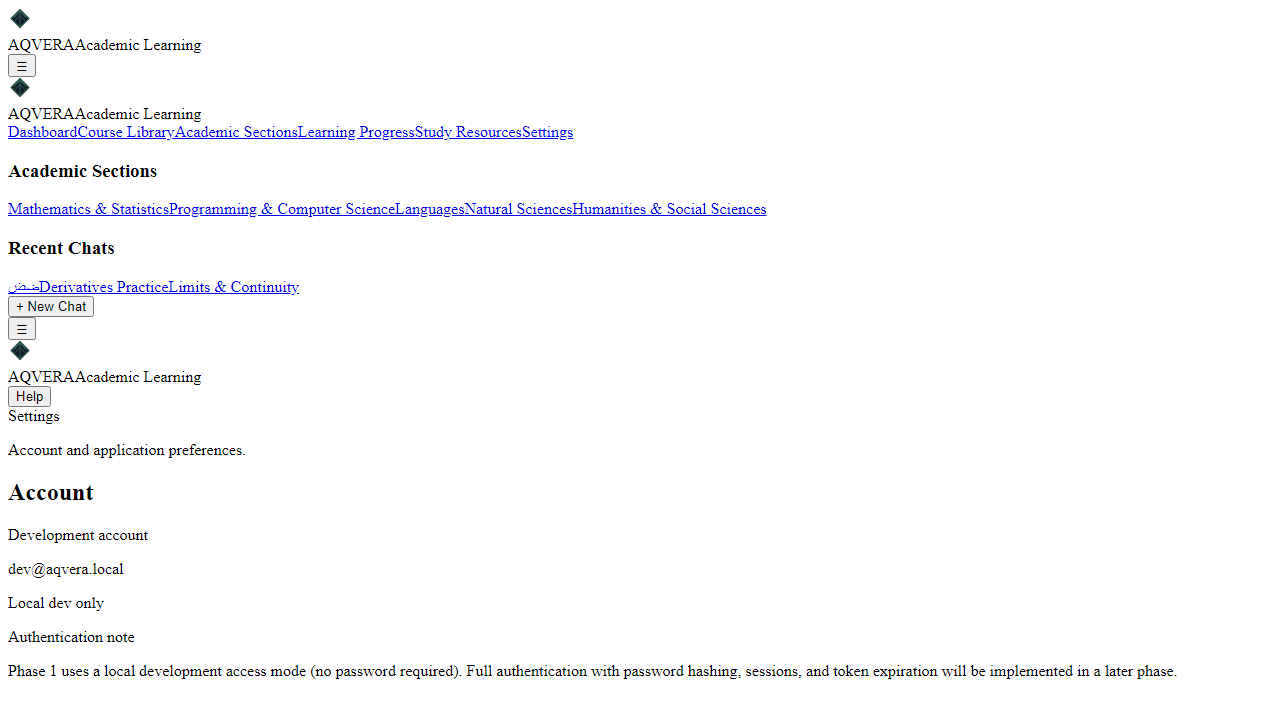 AQVERAAcademic Learning
☰
AQVERAAcademic Learning
DashboardCourse LibraryAcademic SectionsLearning ProgressStudy ResourcesSettings
Academic Sections
Mathematics & StatisticsProgramming & Computer ScienceLanguagesNatural SciencesHumanities & Social Sciences
Recent Chats
ضضDerivatives PracticeLimits & Continuity
+ New Chat
☰
AQVERAAcademic Learning
Help
Settings
Account and application preferences.
Account
Development account
dev@aqvera.local
Local dev only
Authentication note
Phase 1 uses a local development access mode (no password required). Full authentication with password hashing, sessions, and token expiration will be implemented in a later phase.